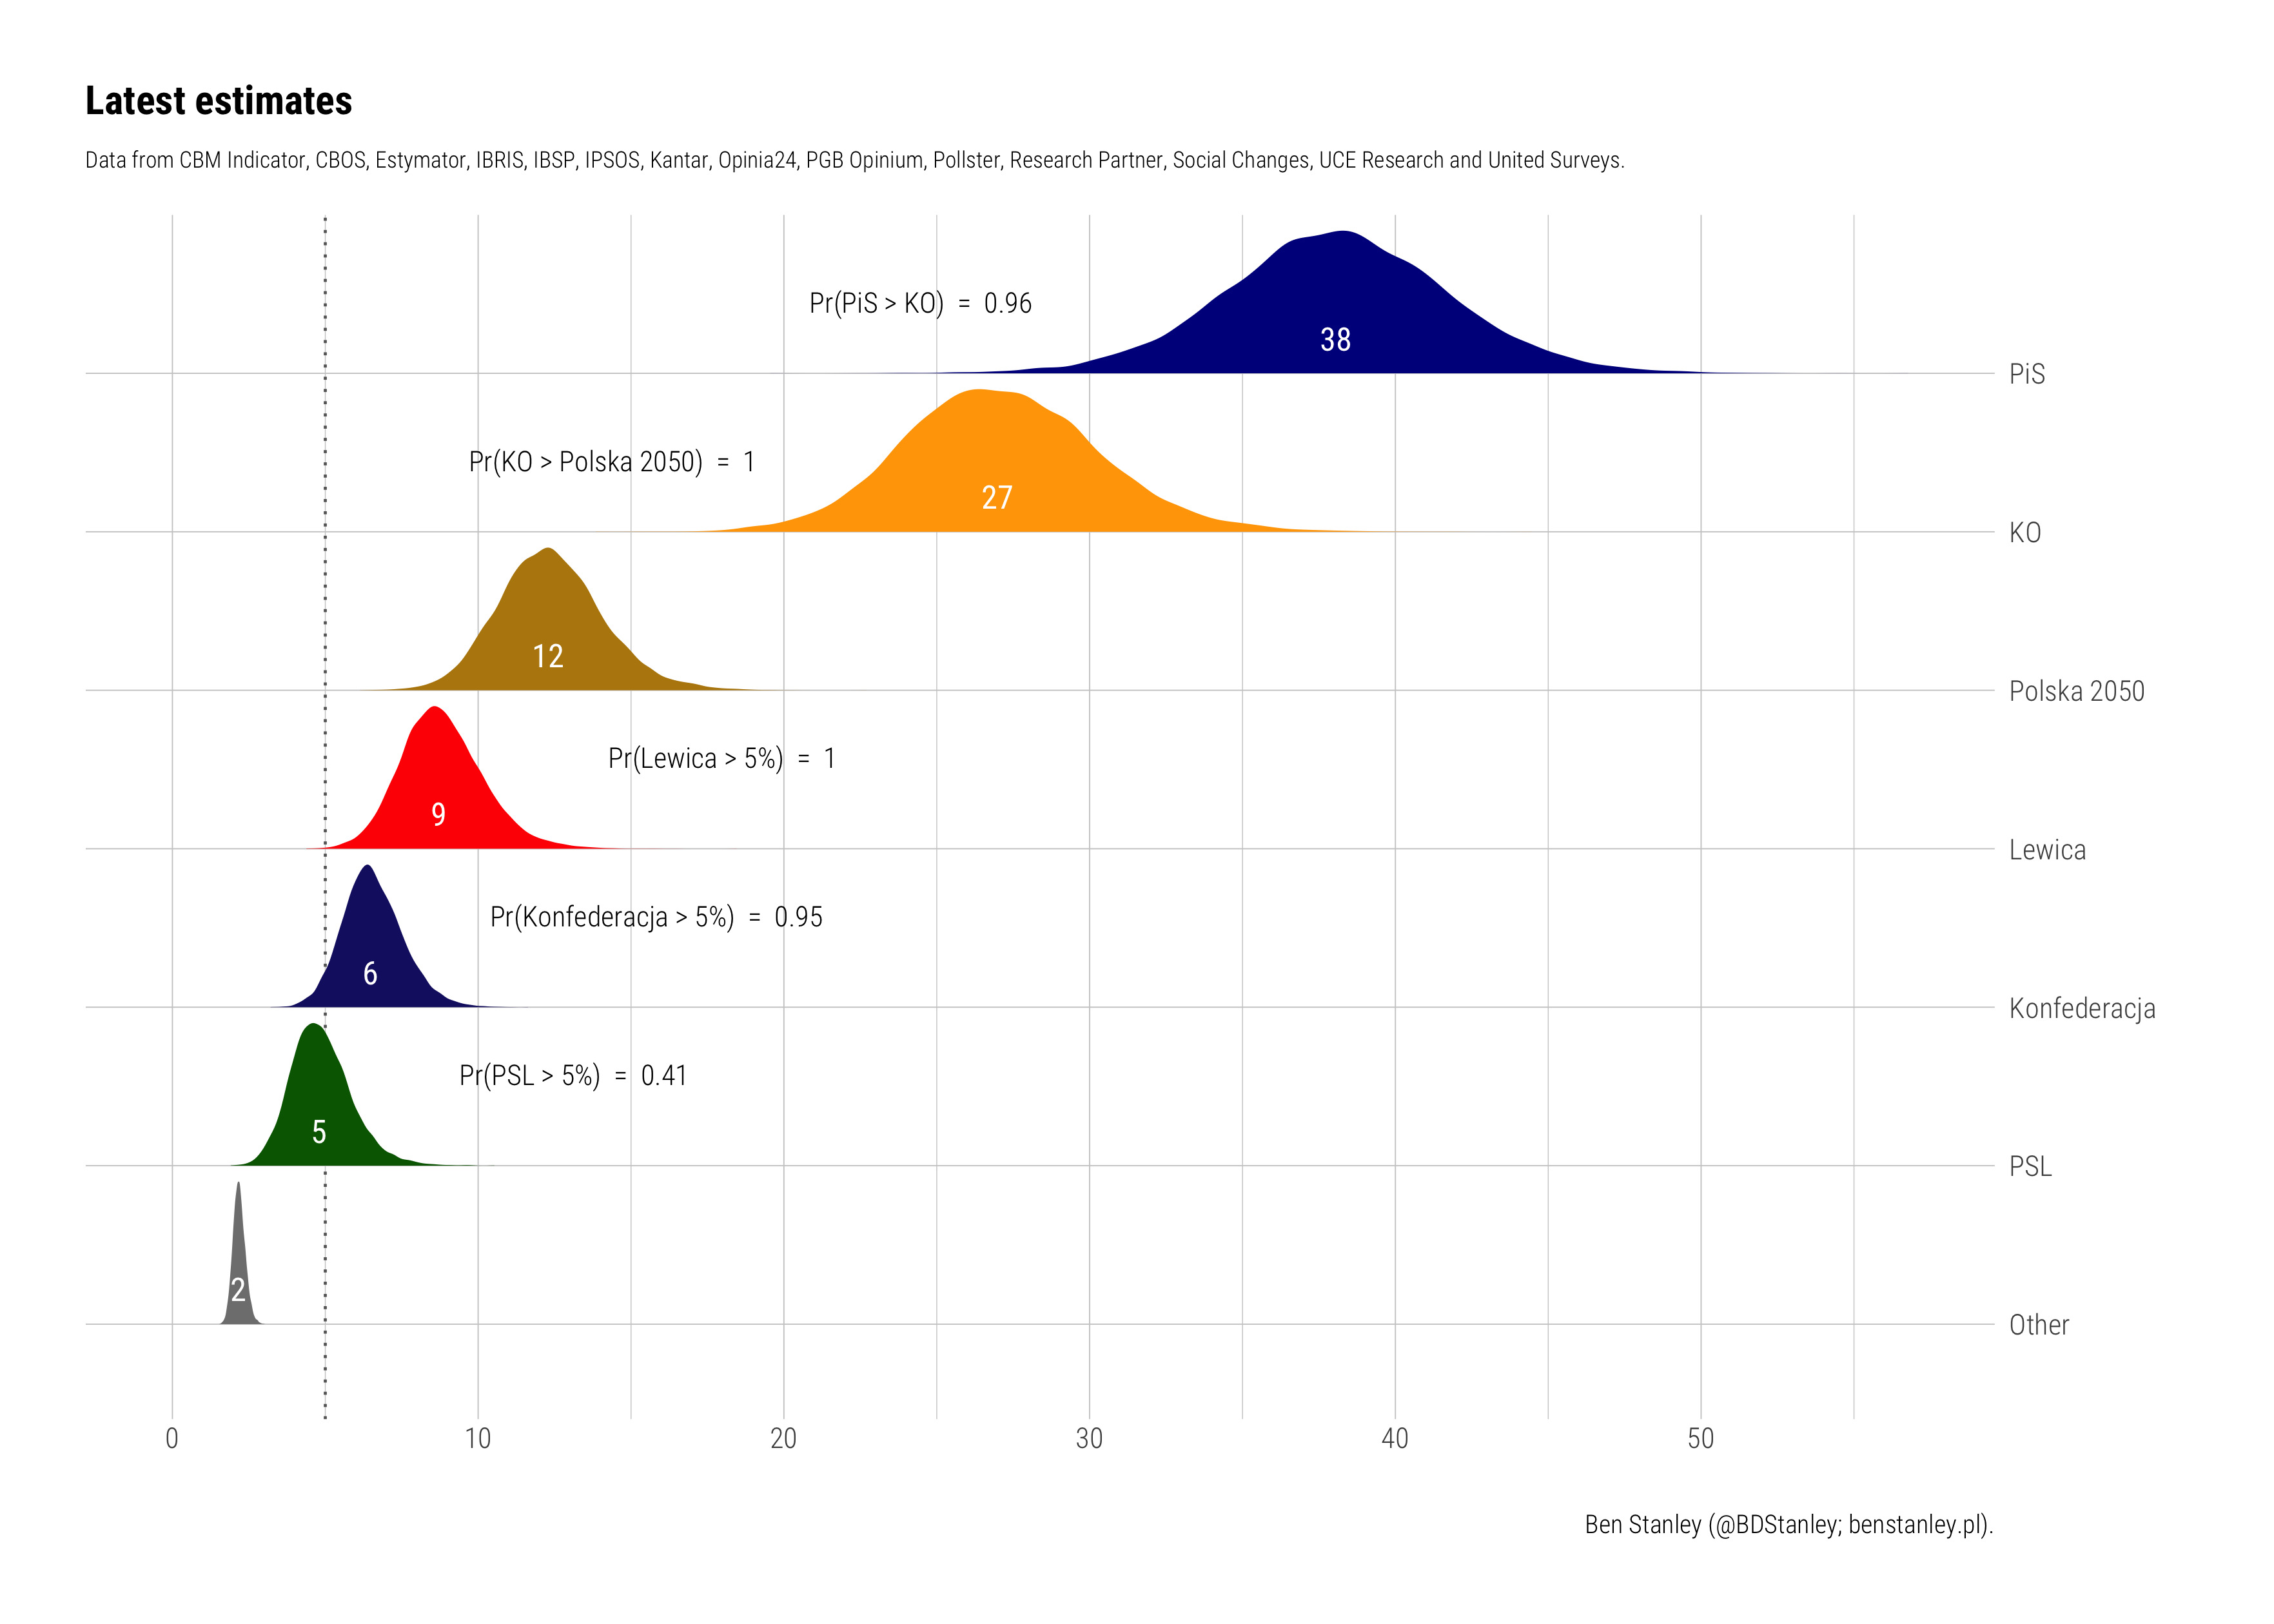 Latest estimates
Data from CBM Indicator, CBOS, Estymator, IBRIS, IBSP, IPSOS, Kantar, Opinia24, PGB Opinium, Pollster, Research Partner, Social Changes, UCE Research and United Surveys.
Pr(PiS > KO) = 0.96
38
PiS
Pr(KO > Polska 2050) = 1
27
KO
12
Polska 2050
Pr(Lewica > 5%) = 1
9
Lewica
Pr(Konfederacja > 5%) = 0.95
6
Konfederacja
Pr(PSL > 5%) = 0.41
5
PSL
2
Other
0 10 20 30 40 50
Ben Stanley (@BDStanley; benstanley.pl).